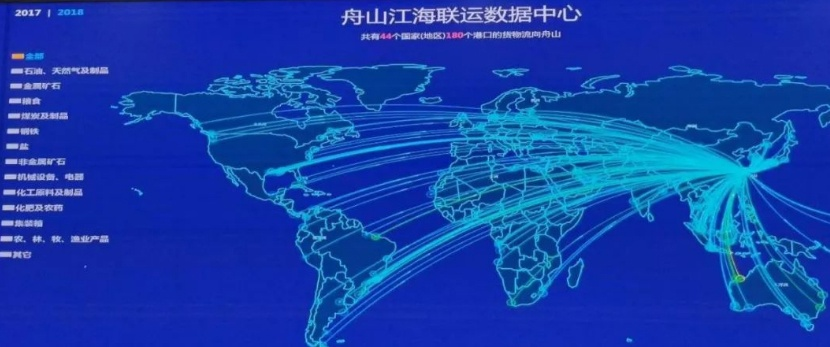 2017 | 2018
舟山江海联运数据中心
共有44个国家(地区)180个港口的货物流向舟山
全部
石油、天然气及制品
金属矿石
粮食
煤炭及制品
钢铁
盐
非金属矿石
机械设备、电器
化工原料及制品
化肥及农药
集装箱
农、林、牧、渔业产品
其它